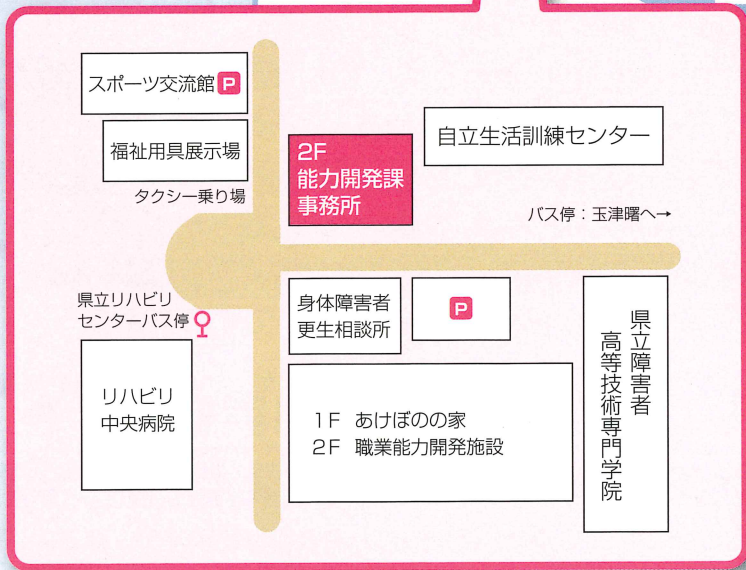 スポーツ交流館 P
福祉用具展示場
タクシー乗り場
2F
能力開発課
事務所
自立生活訓練センター
バス停：玉津曙へ→
県立リハビリ
センターバス停
身体障害者
更生相談所
P
リハビリ
中央病院
1F あけぼのの家
2F 職業能力開発施設
県立障害者
高等技術専門学院